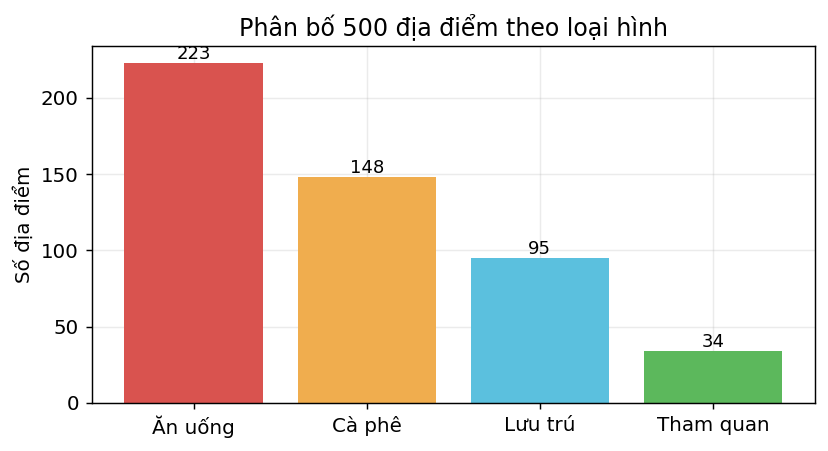 Phân bố 500 địa điểm theo loại hình
Số địa điểm
200
150
100
50
0
223
148
95
34
Ăn uống
Cà phê
Lưu trú
Tham quan